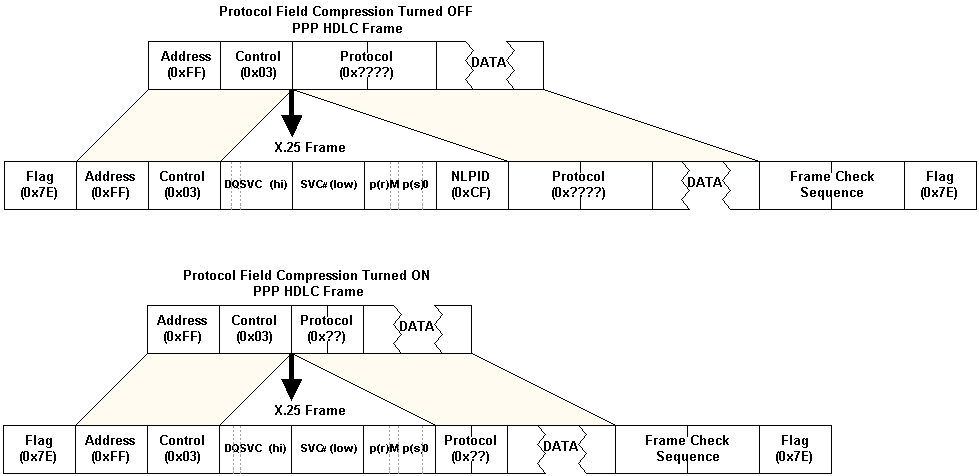 Protocol Field Compression Turned OFF
PPP HDLC Frame
Address (0xFF) Control (0x03) Protocol (0x????) DATA
X.25 Frame
Flag (0x7E) Address (0xFF) Control (0x03) DQSVC (hi) SVC# (low) p(r)M p(s)0 NLPID (0xCF) Protocol (0x????) DATA Frame Check Sequence Flag (0x7E)
Protocol Field Compression Turned ON
PPP HDLC Frame
Address (0xFF) Control (0x03) Protocol (0x??) DATA
X.25 Frame
Flag (0x7E) Address (0xFF) Control (0x03) DQSVC (hi) SVC# (low) p(r)M p(s)0 Protocol (0x??) DATA Frame Check Sequence Flag (0x7E)